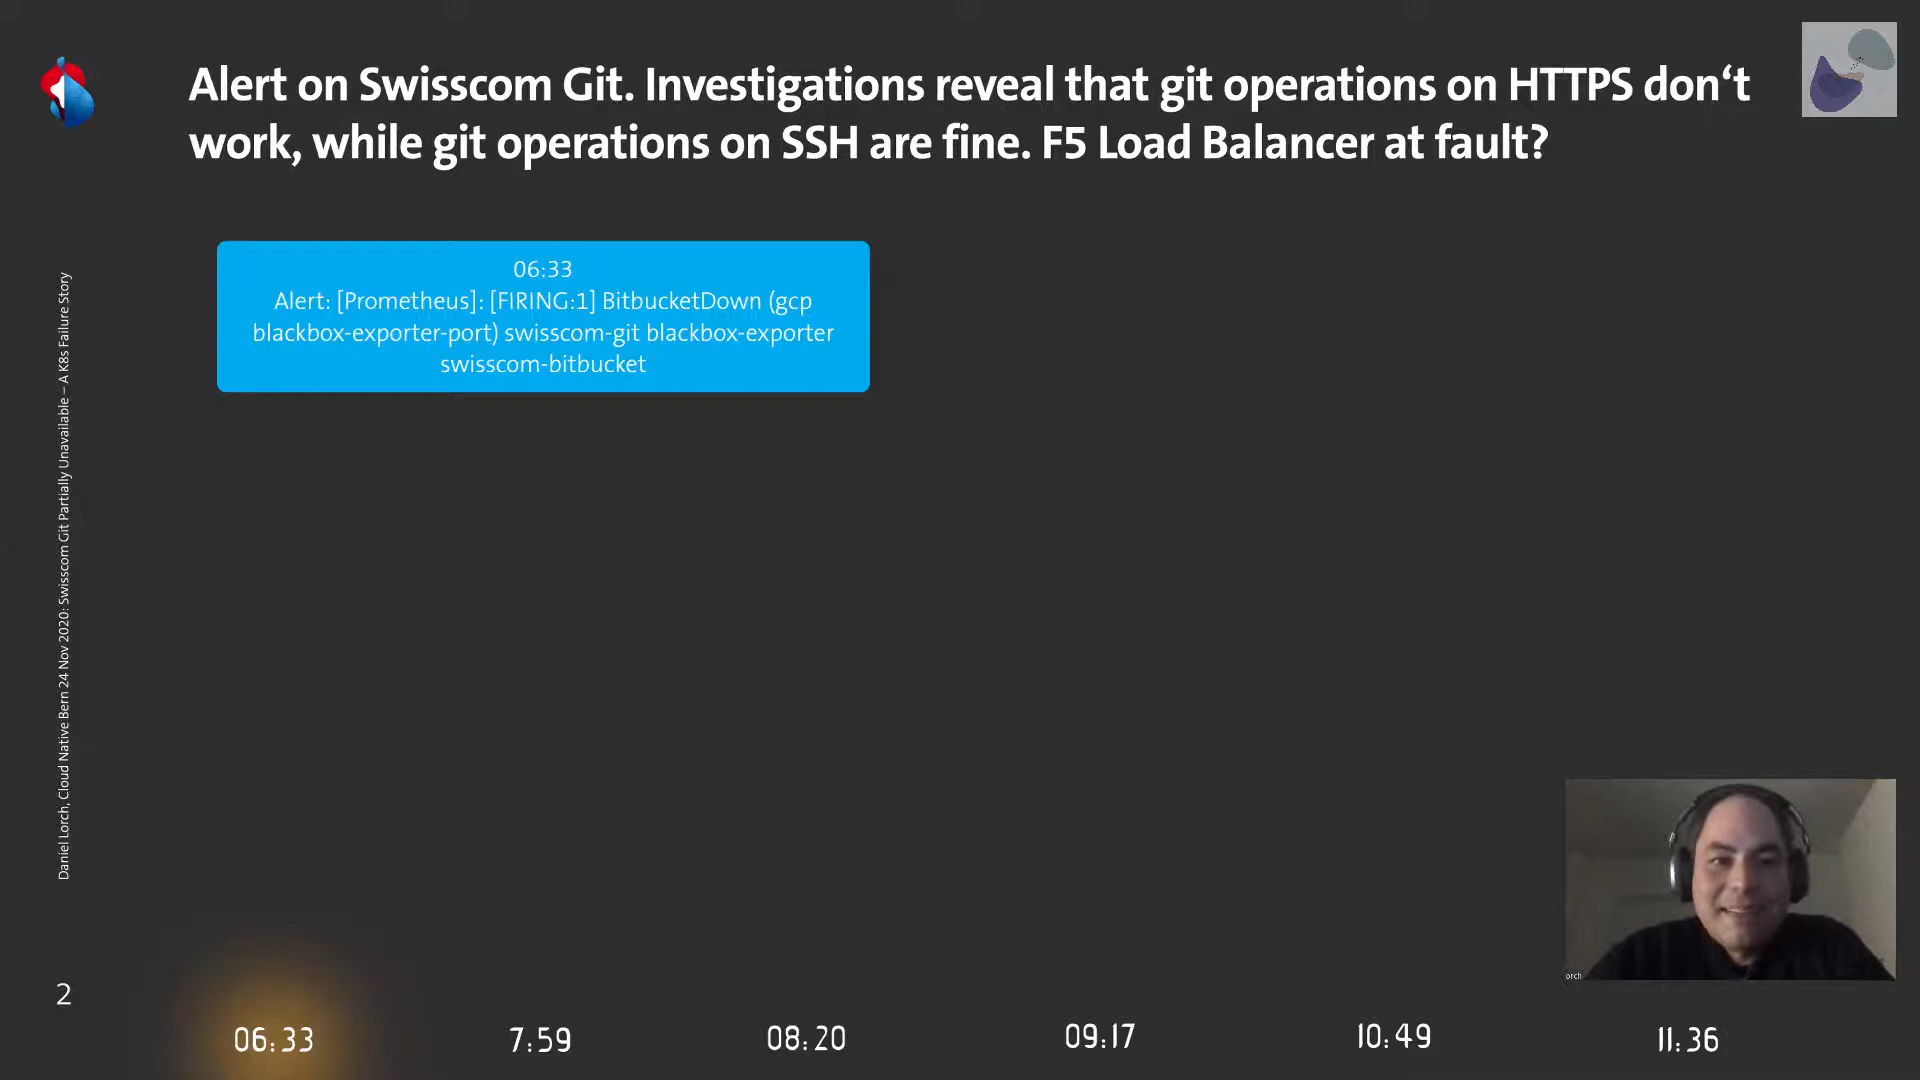 Alert on Swisscom Git. Investigations reveal that git operations on HTTPS don‘t
work, while git operations on SSH are fine. F5 Load Balancer at fault?
06:33
Alert: [Prometheus]: [FIRING:1] BitbucketDown (gcp
blackbox-exporter-port) swisscom-git blackbox-exporter
swisscom-bitbucket
Daniel Lorch, Cloud Native Bern 24 Nov 2020: Swisscom Git Partially Unavailable – A K8s Failure Story
orch
2
06:33
7:59
08:20
09:17
10:49
11:36